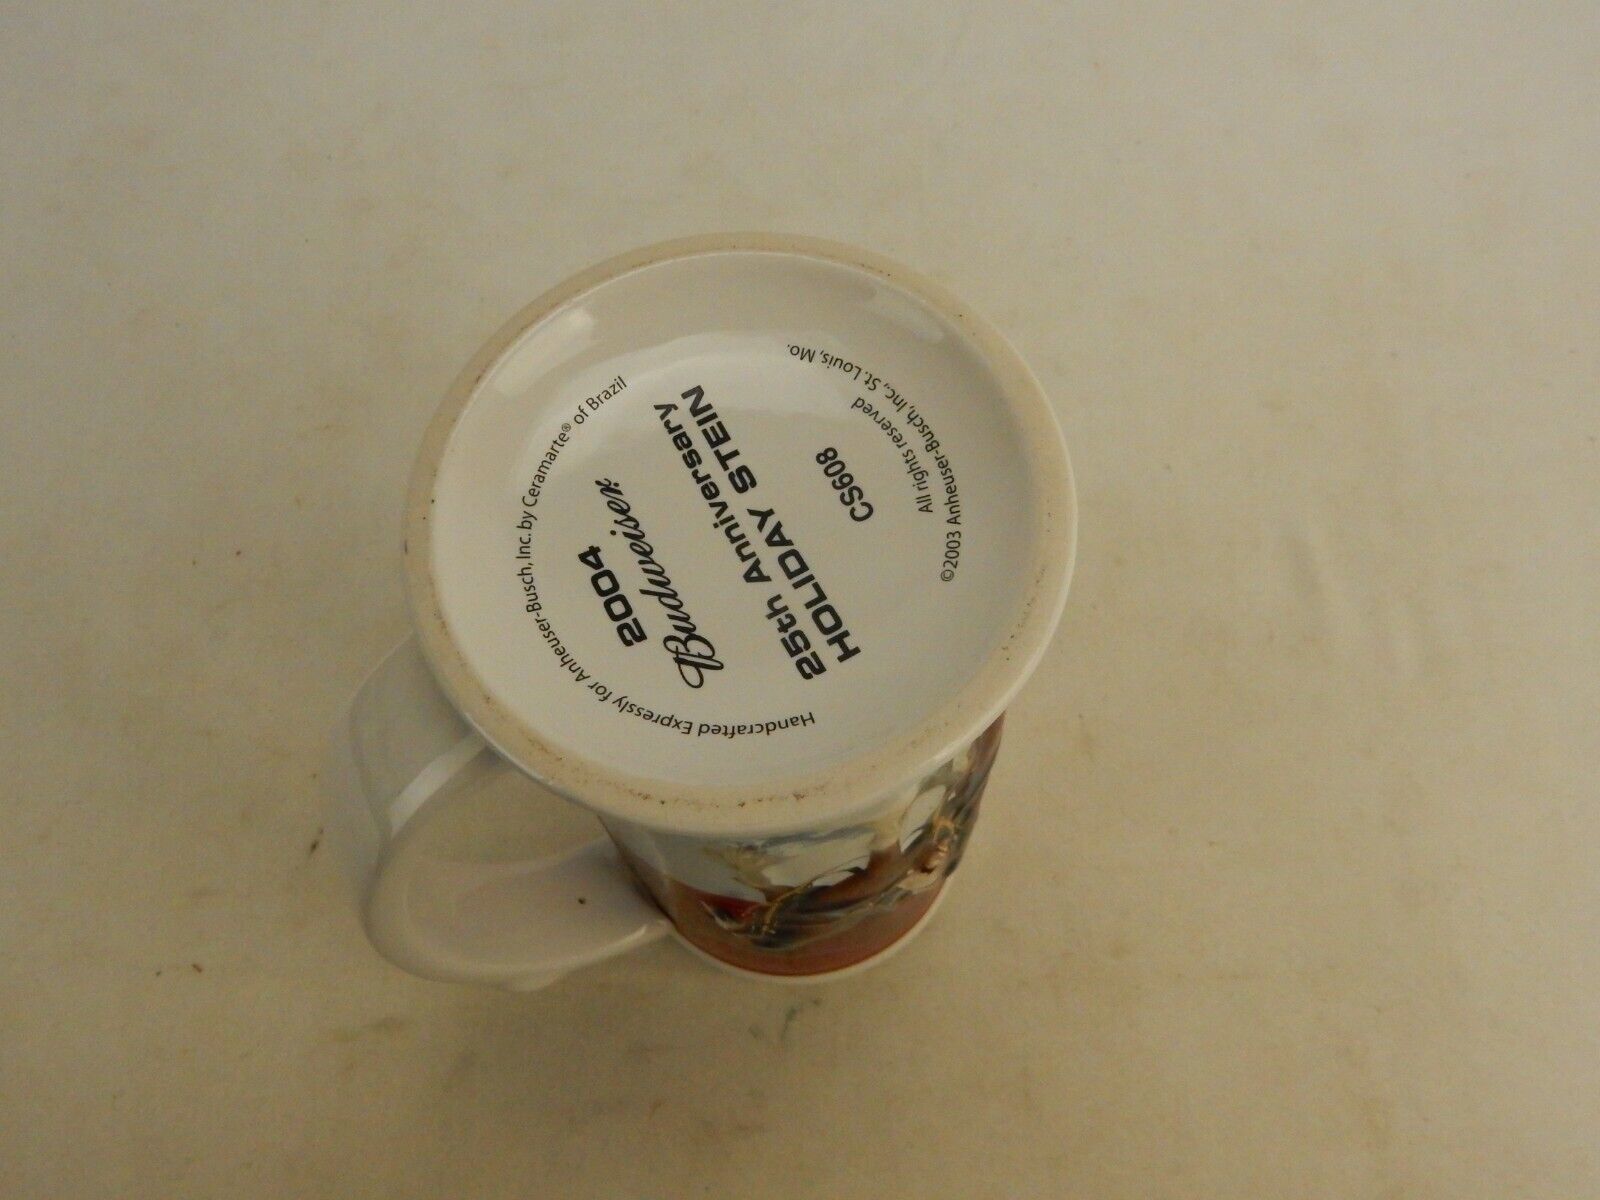 Handcrafted Expressly for Anheuser-Busch, Inc. by Ceramarte® of Brazil
2004
Budweiser.
25th Anniversary
HOLIDAY STEIN
CS608
All rights reserved
©2003 Anheuser-Busch, Inc., St. Louis, Mo.